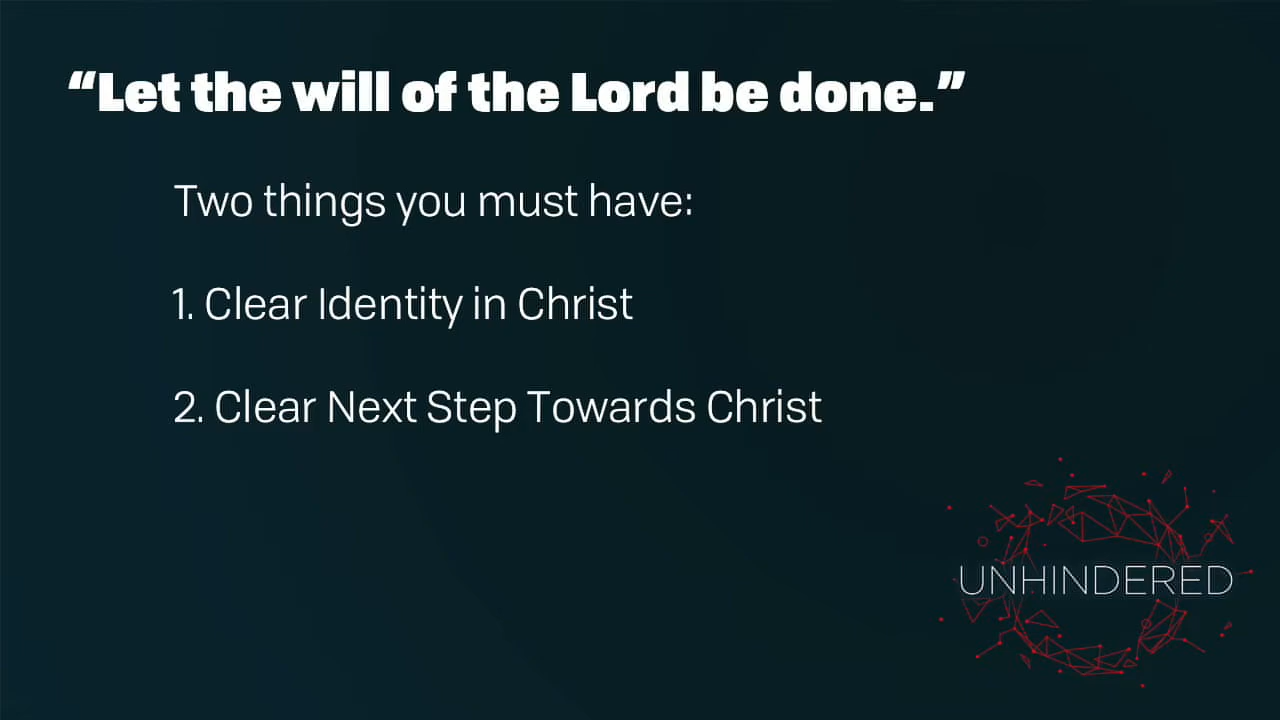 “Let the will of the Lord be done.”
Two things you must have:
1. Clear Identity in Christ
2. Clear Next Step Towards Christ
UNHINDERED